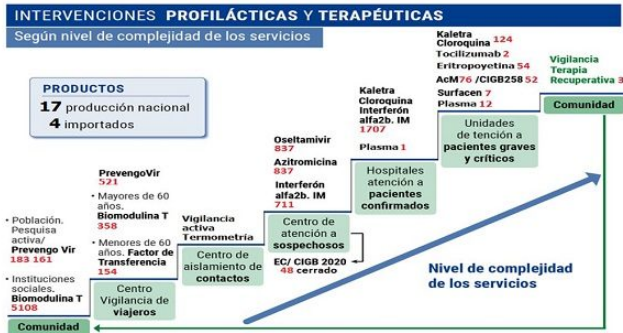 INTERVENCIONES PROFILÁCTICAS Y TERAPÉUTICAS
Según nivel de complejidad de los servicios
PRODUCTOS
17 producción nacional
4 importados
• Población.
Pesquisa
activa/
Prevengo Vir
183 161
• Instituciones
sociales.
Biomodulina T
5108
Comunidad
PrevengoVir
521
• Mayores de 60
años.
Biomodulina T
358
• Menores de 60
años. Factor de
Transferencia
154
Centro
Vigilancia de
viajeros
Vigilancia
activa
Termometría
Centro de
aislamiento de
contactos
Oseltamivir
837
Azitromicina
837
Interferón
alfa2b. IM
711
Centro de
atención a
sospechosos
EC/ CIGB 2020
48 cerrado
Kaletra
Cloroquina
Interferón
alfa2b. IM
1707
Plasma 1
Hospitales
atención a
pacientes
confirmados
Kaletra
Cloroquina 124
Tocilizumab 2
Eritropoyetina 54
AcM76 /CIGB258 52
Surfacen 7
Plasma 12
Unidades
de tención a
pacientes graves
y críticos
Vigilancia
Terapia
Recuperativa 3
Comunidad
Nivel de complejidad
de los servicios